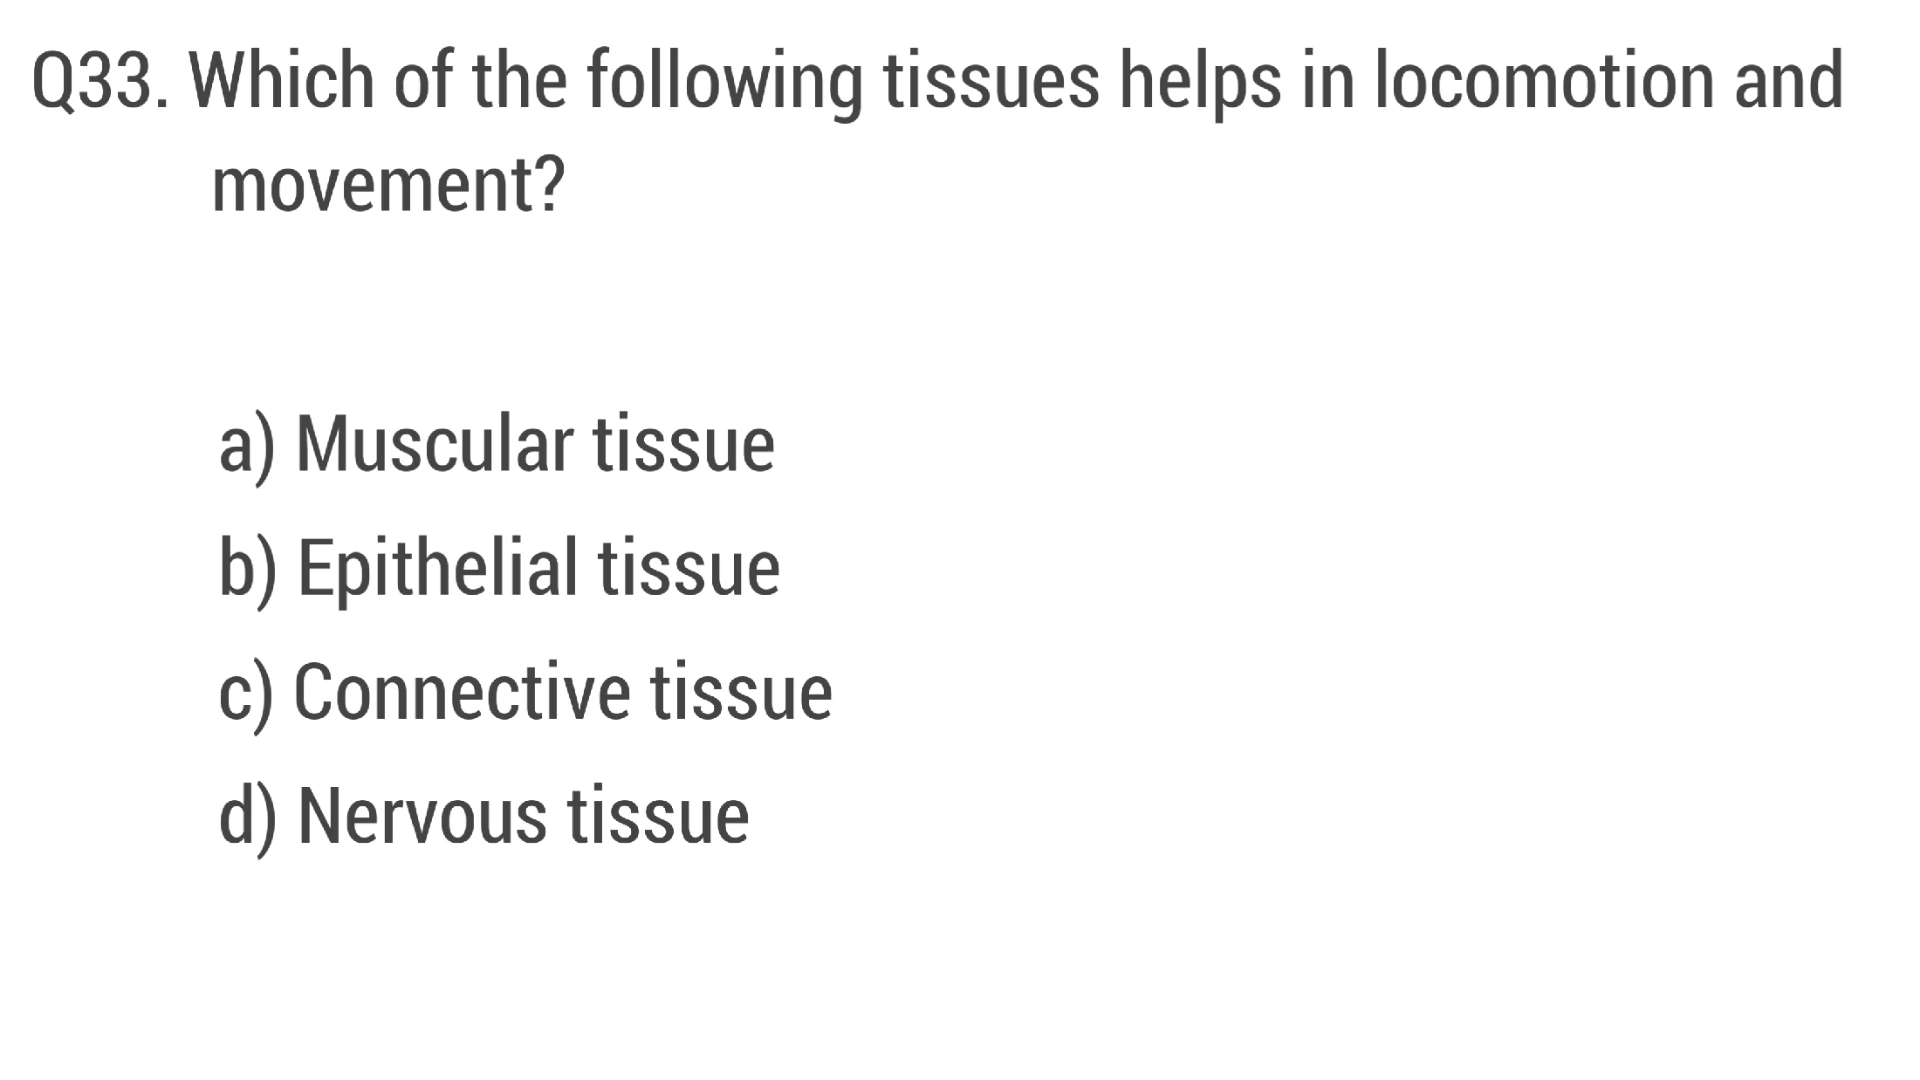 Q33. Which of the following tissues helps in locomotion and
movement?
a) Muscular tissue
b) Epithelial tissue
c) Connective tissue
d) Nervous tissue